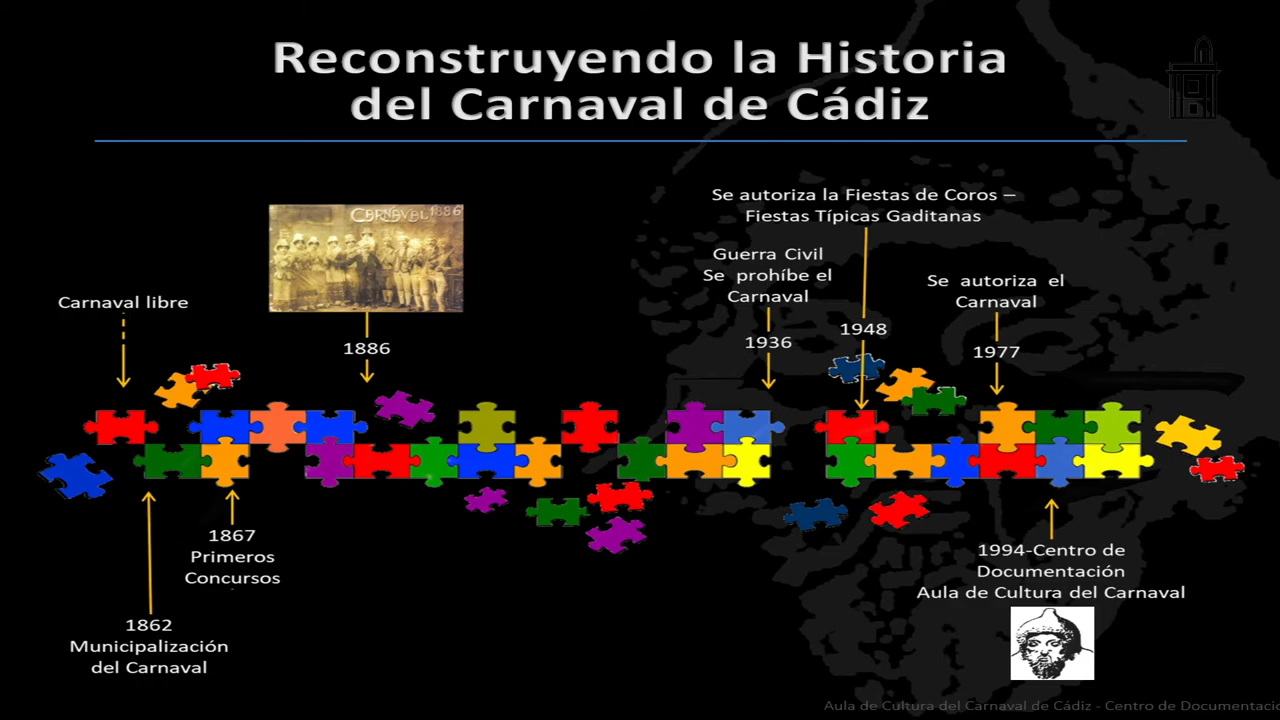 Reconstruyendo la Historia
del Carnaval de Cádiz
Se autoriza la Fiestas de Coros –
Fiestas Típicas Gaditanas
CARNAVAL 1886
Guerra Civil
Se prohíbe el
Carnaval
Se autoriza el
Carnaval
Carnaval libre
1886
1936
1948
1977
1867
Primeros
Concursos
1994-Centro de
Documentación
Aula de Cultura del Carnaval
1862
Municipalización
del Carnaval
Aula de Cultura del Carnaval de Cádiz - Centro de Documentació